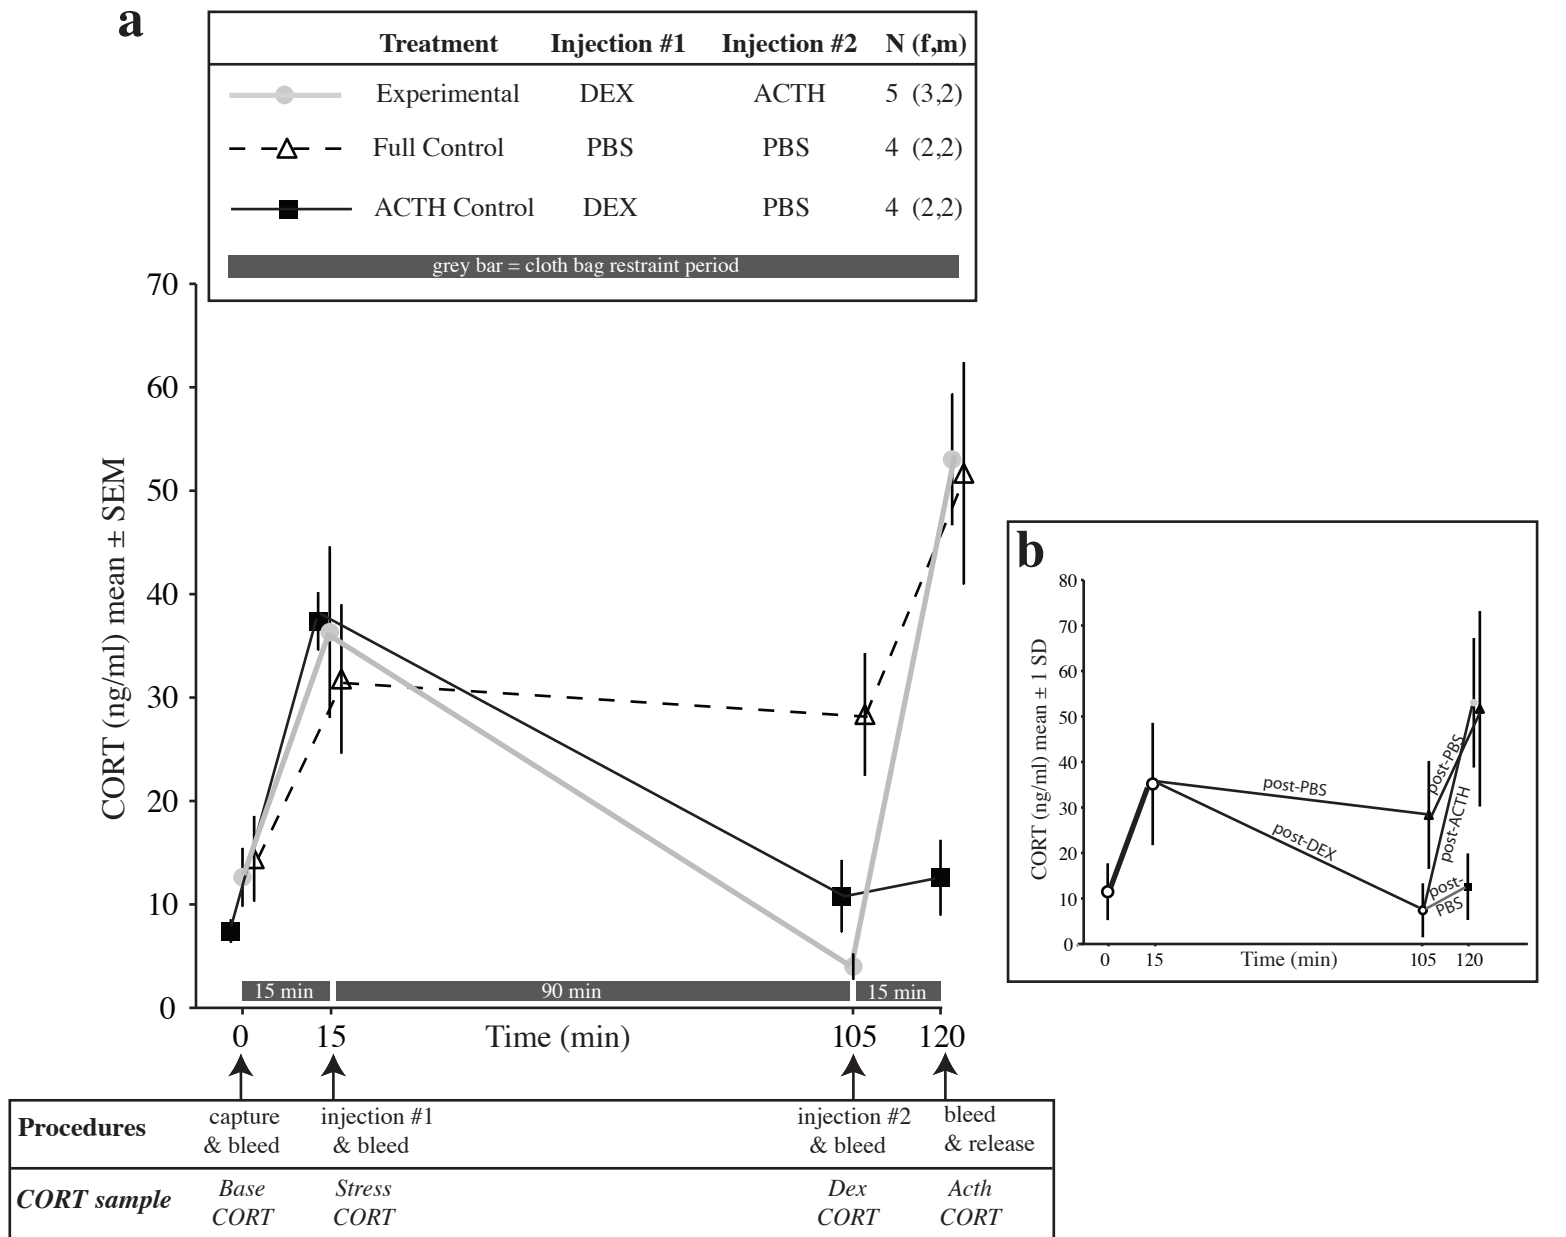 a
Treatment Injection #1 Injection #2 N (f,m)
Experimental DEX ACTH 5 (3,2)
Full Control PBS PBS 4 (2,2)
ACTH Control DEX PBS 4 (2,2)
grey bar = cloth bag restraint period
70
60
50
40
30
20
10
0
CORT (ng/ml) mean ± SEM
15 min 90 min 15 min
0 15 Time (min) 105 120
Procedures
capture
& bleed
injection #1
& bleed
injection #2
& bleed
bleed
& release
CORT sample
Base
CORT
Stress
CORT
Dex
CORT
Acth
CORT
b
80
70
60
50
40
30
20
10
0
CORT (ng/ml) mean ± 1 SD
post-PBS
post-DEX
post-PBS
post-ACTH
post-
PBS
0 15 Time (min) 105 120